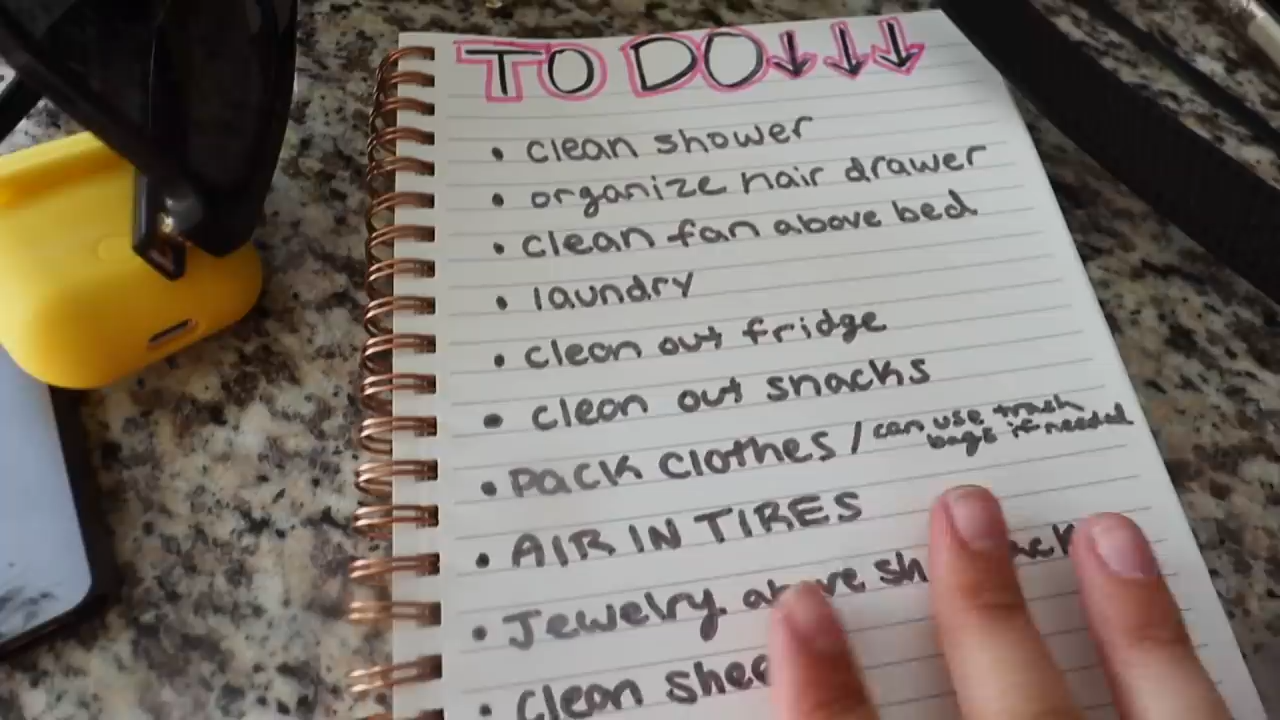 TO DO↓↓↓
• clean shower
• organize hair drawer
• clean fan above bed
• laundry
• clean out fridge
• clean out snacks
• PACK Clothes / can use trash
bags if needed
• AIR IN TIRES
• Jewelry above
• clean